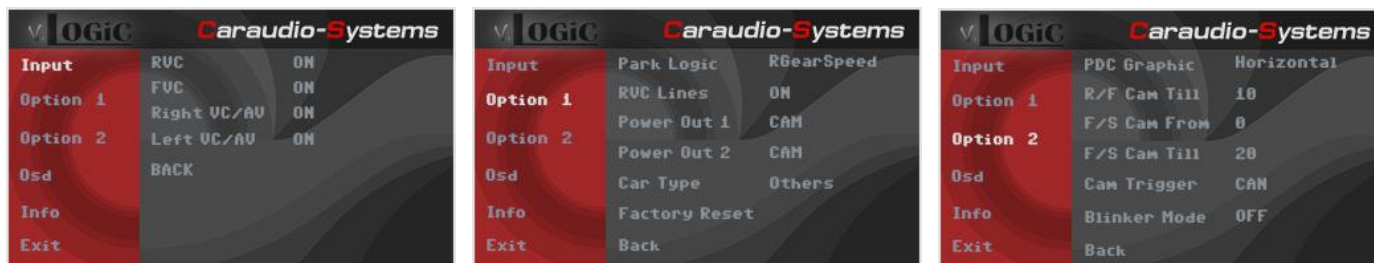 v.LOGiC Caraudio-Systems
Input RVC ON
Option 1 FVC ON
Right VC/AV ON
Option 2 Left VC/AV ON
Osd BACK
Info
Exit
v.LOGiC Caraudio-Systems
Input Park Logic RGearSpeed
Option 1 RVC Lines ON
Power Out 1 CAM
Option 2 Power Out 2 CAM
Osd Car Type Others
Info Factory Reset
Exit Back
v.LOGiC Caraudio-Systems
Input PDC Graphic Horizontal
Option 1 R/F Cam Till 10
F/S Cam From 0
Option 2 F/S Cam Till 20
Osd Cam Trigger CAN
Info Blinker Mode OFF
Exit Back